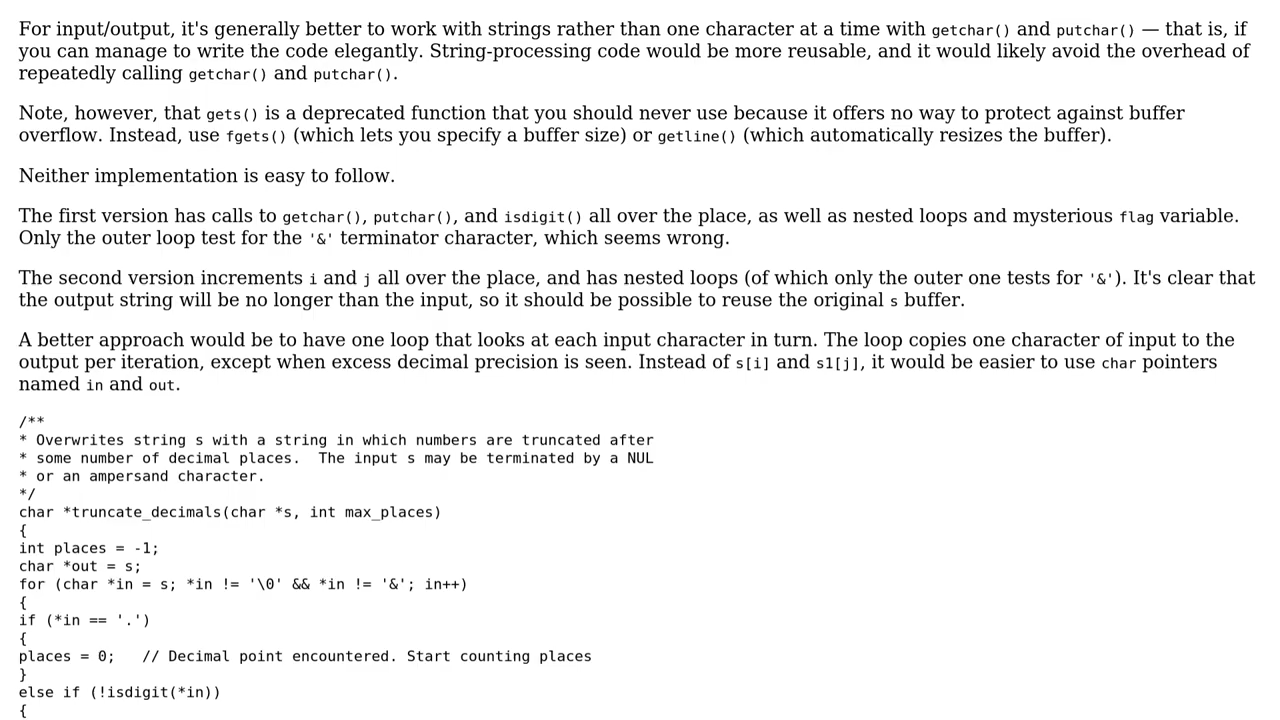 For input/output, it's generally better to work with strings rather than one character at a time with getchar() and putchar() — that is, if
you can manage to write the code elegantly. String-processing code would be more reusable, and it would likely avoid the overhead of
repeatedly calling getchar() and putchar().
Note, however, that gets() is a deprecated function that you should never use because it offers no way to protect against buffer
overflow. Instead, use fgets() (which lets you specify a buffer size) or getline() (which automatically resizes the buffer).
Neither implementation is easy to follow.
The first version has calls to getchar(), putchar(), and isdigit() all over the place, as well as nested loops and mysterious flag variable.
Only the outer loop test for the '&' terminator character, which seems wrong.
The second version increments i and j all over the place, and has nested loops (of which only the outer one tests for '&'). It's clear that
the output string will be no longer than the input, so it should be possible to reuse the original s buffer.
A better approach would be to have one loop that looks at each input character in turn. The loop copies one character of input to the
output per iteration, except when excess decimal precision is seen. Instead of s[i] and s1[j], it would be easier to use char pointers
named in and out.
/**
* Overwrites string s with a string in which numbers are truncated after
* some number of decimal places.  The input s may be terminated by a NUL
* or an ampersand character.
*/
char *truncate_decimals(char *s, int max_places)
{
int places = -1;
char *out = s;
for (char *in = s; *in != '\0' && *in != '&'; in++)
{
if (*in == '.')
{
places = 0;   // Decimal point encountered. Start counting places
}
else if (!isdigit(*in))
{